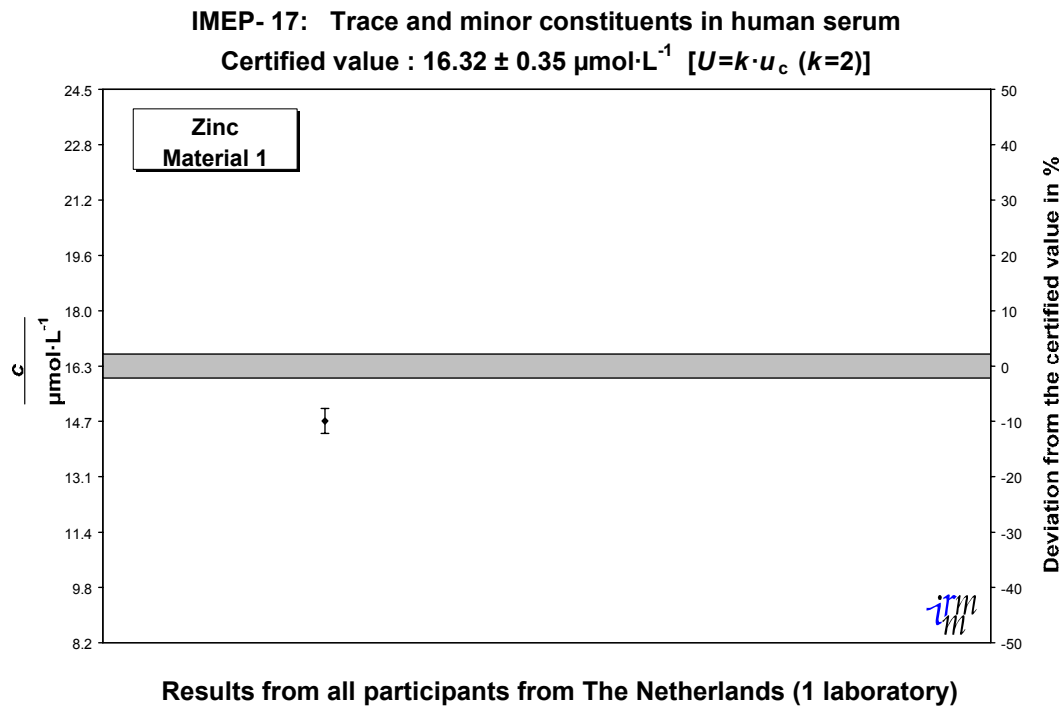 IMEP- 17: Trace and minor constituents in human serum
Certified value : 16.32 ± 0.35 µmol·L⁻¹ [U=k·u_c (k=2)]
Zinc
Material 1
24.5
22.8
21.2
19.6
18.0
16.3
14.7
13.1
11.4
9.8
8.2
c
µmol·L⁻¹
50
40
30
20
10
0
-10
-20
-30
-40
-50
Deviation from the certified value in %
irmm
Results from all participants from The Netherlands (1 laboratory)